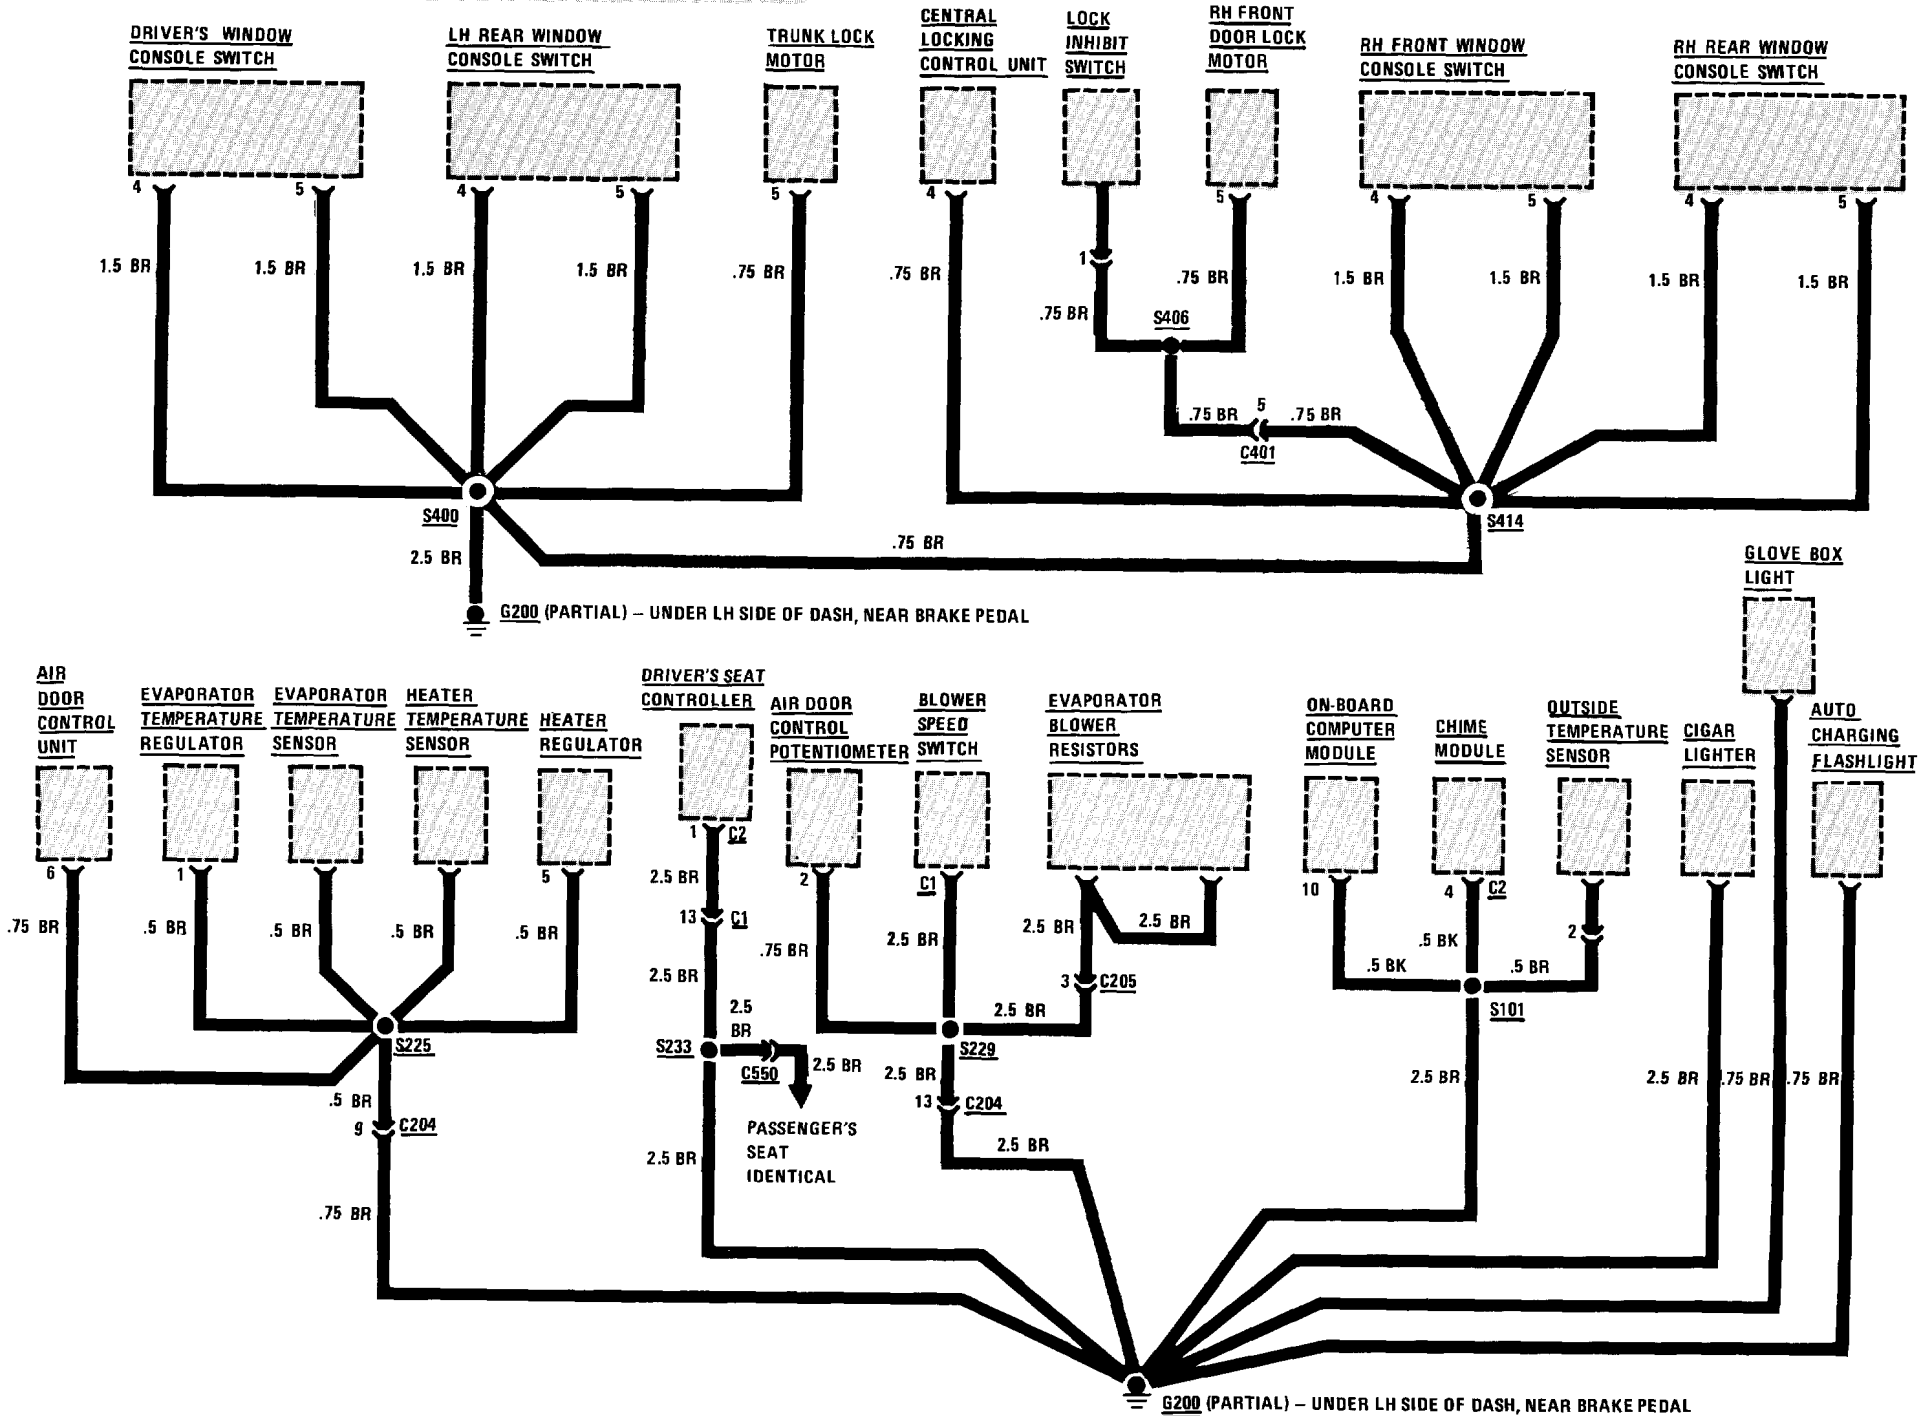 DRIVER'S WINDOW
CONSOLE SWITCH
LH REAR WINDOW
CONSOLE SWITCH
TRUNK LOCK
MOTOR
CENTRAL
LOCKING
CONTROL UNIT
LOCK
INHIBIT
SWITCH
RH FRONT
DOOR LOCK
MOTOR
RH FRONT WINDOW
CONSOLE SWITCH
RH REAR WINDOW
CONSOLE SWITCH
4
5
4
5
5
4
5
4
5
4
5
1.5 BR
1.5 BR
1.5 BR
1.5 BR
.75 BR
.75 BR
1
.75 BR
.75 BR
1.5 BR
1.5 BR
1.5 BR
1.5 BR
S406
.75 BR
5
.75 BR
C401
S400
S414
2.5 BR
.75 BR
G200 (PARTIAL) – UNDER LH SIDE OF DASH, NEAR BRAKE PEDAL
GLOVE BOX
LIGHT
AIR
DOOR
CONTROL
UNIT
EVAPORATOR
TEMPERATURE
REGULATOR
EVAPORATOR
TEMPERATURE
SENSOR
HEATER
TEMPERATURE
SENSOR
HEATER
REGULATOR
DRIVER'S SEAT
CONTROLLER
AIR DOOR
CONTROL
POTENTIOMETER
BLOWER
SPEED
SWITCH
EVAPORATOR
BLOWER
RESISTORS
ON-BOARD
COMPUTER
MODULE
CHIME
MODULE
OUTSIDE
TEMPERATURE
SENSOR
CIGAR
LIGHTER
AUTO
CHARGING
FLASHLIGHT
6
1
5
1
C2
2
C1
10
4
C2
.75 BR
.5 BR
.5 BR
.5 BR
.5 BR
2.5 BR
13
C1
2.5 BR
.75 BR
2.5 BR
2.5 BR
2.5 BR
3
C205
2.5 BR
.5 BK
.5 BK
2
.5 BR
S101
S225
S233
2.5
BR
C550
2.5 BR
PASSENGER'S
SEAT
IDENTICAL
S229
2.5 BR
13
C204
2.5 BR
.5 BR
9
C204
.75 BR
2.5 BR
2.5 BR
2.5 BR
.75 BR
.75 BR
G200 (PARTIAL) – UNDER LH SIDE OF DASH, NEAR BRAKE PEDAL